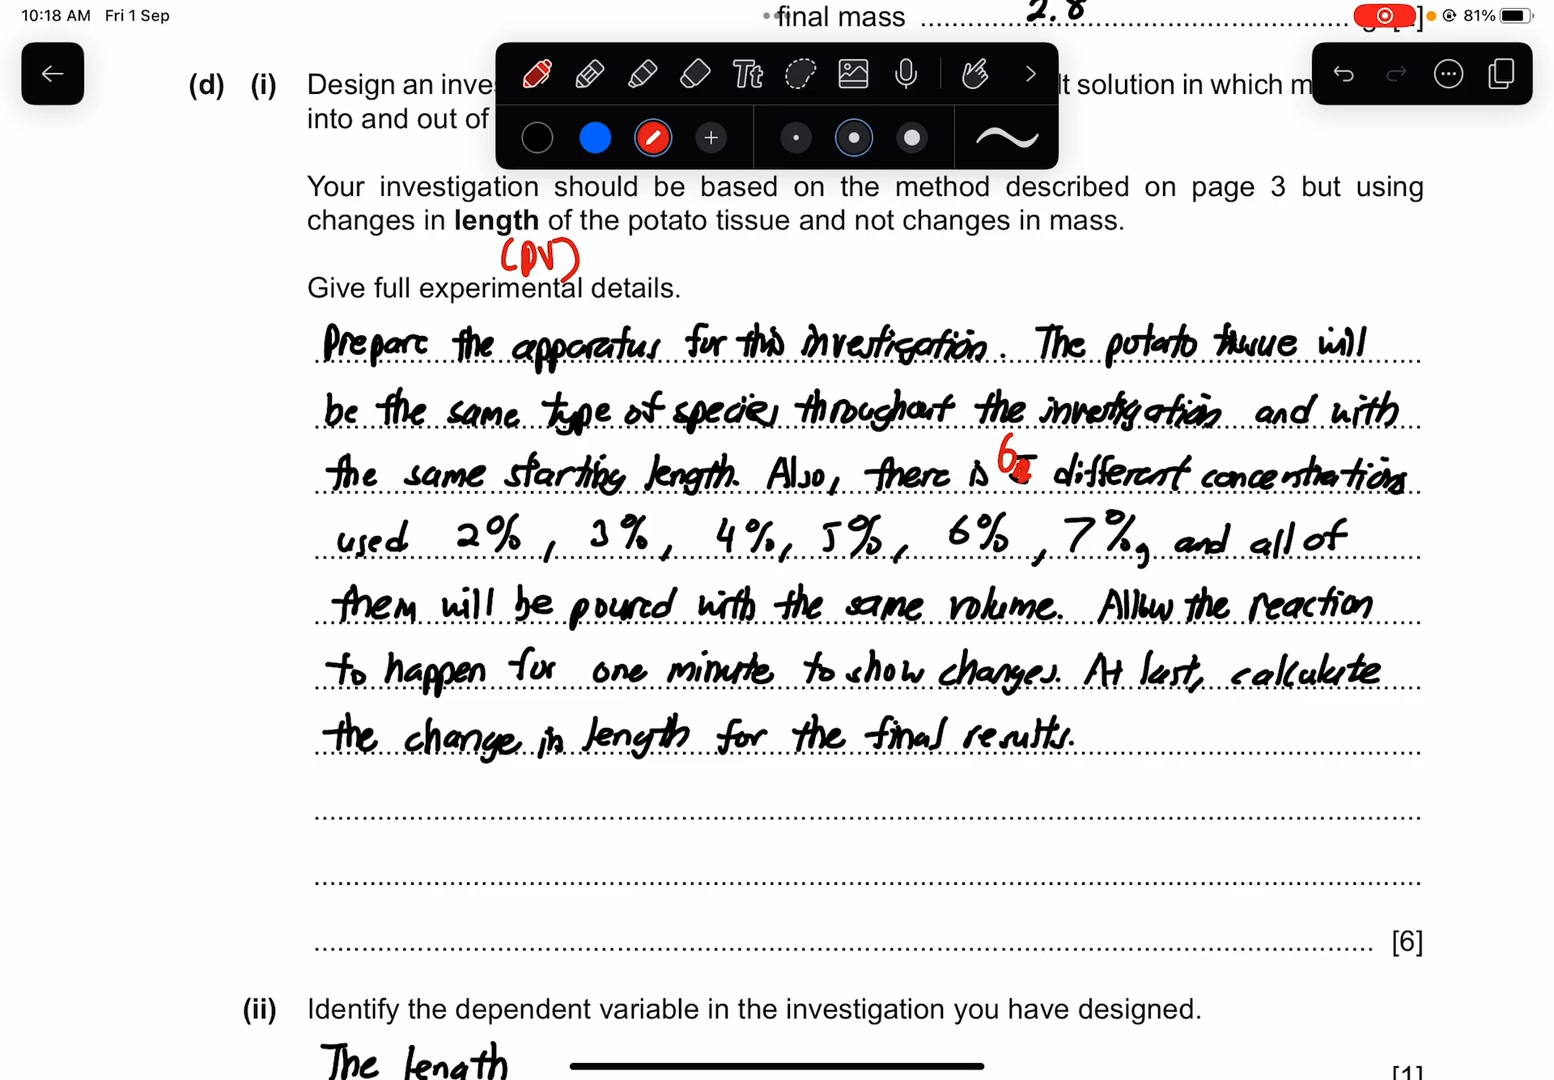 10:18 AM Fri 1 Sep
final mass 2.8
81%
(d) (i) Design an inve
lt solution in which m
into and out of
Tt
Your investigation should be based on the method described on page 3 but using
changes in length of the potato tissue and not changes in mass.
(DV)
Give full experimental details.
Prepare the apparatus for this investigation. The potato tissue will
be the same type of species throughout the investigation and with
the same starting length. Also, there is 6 different concentrations
used 2%, 3%, 4%, 5%, 6%, 7%, and all of
them will be poured with the same volume. Allow the reaction
to happen for one minute to show changes. At last, calculate
the change in length for the final results.
[6]
(ii) Identify the dependent variable in the investigation you have designed.
The length
[1]